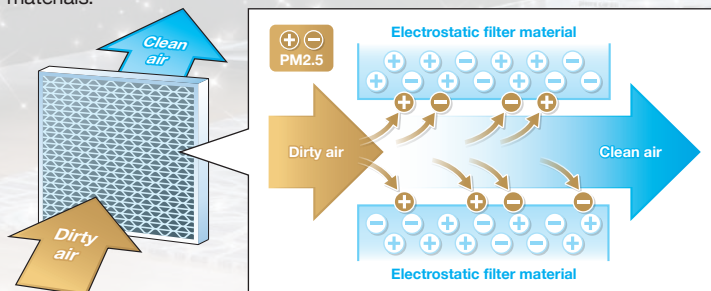 materials.
Clean
air
Dirty
air
⊕ ⊖
PM2.5
Electrostatic filter material
Dirty air
Clean air
Electrostatic filter material